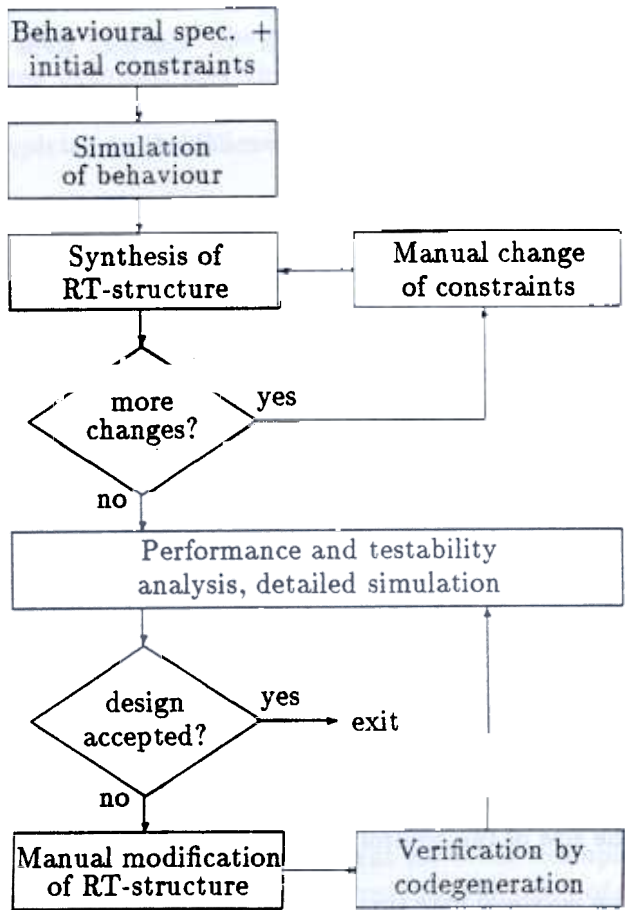 Behavioural spec. +
initial constraints
Simulation
of behaviour
Synthesis of
RT-structure
Manual change
of constraints
more
changes?
yes
no
Performance and testability
analysis, detailed simulation
design
accepted?
yes
exit
no
Manual modification
of RT-structure
Verification by
codegeneration